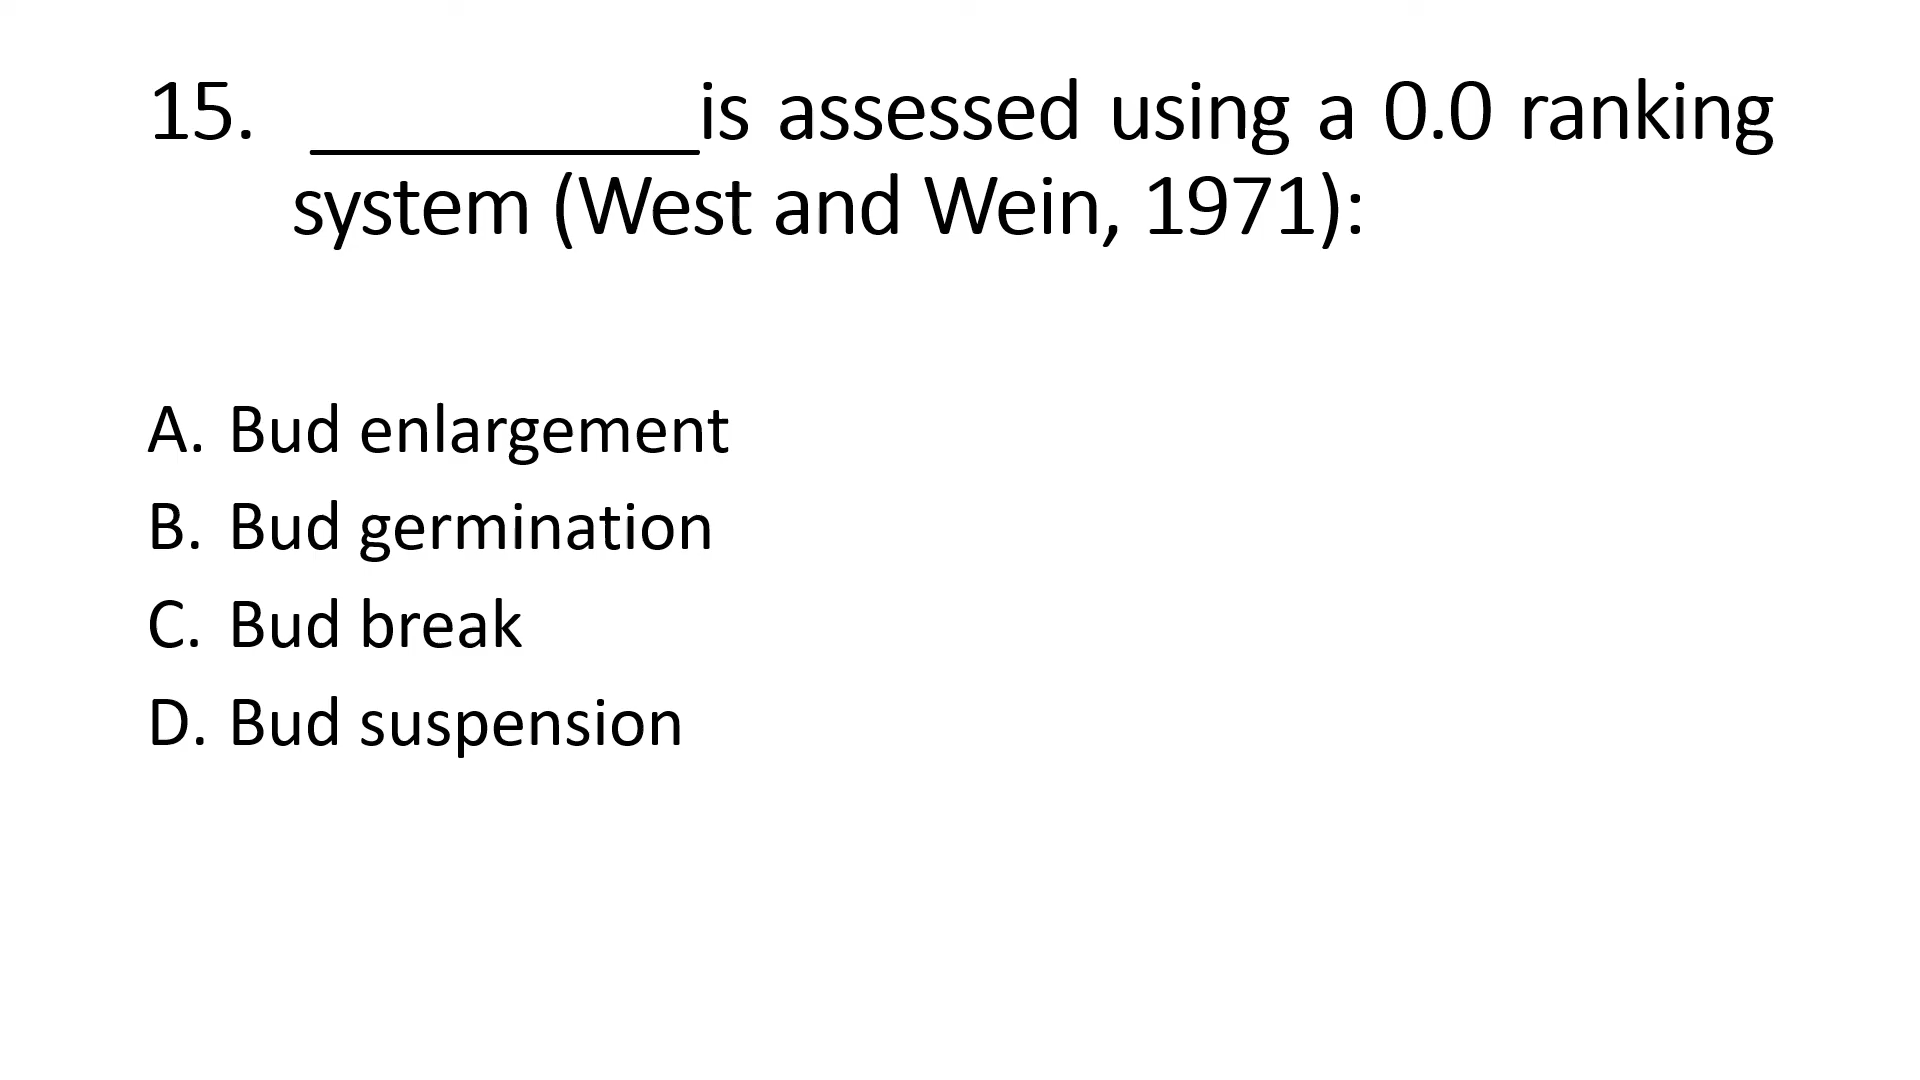 15. __________is assessed using a 0.0 ranking
system (West and Wein, 1971):
A. Bud enlargement
B. Bud germination
C. Bud break
D. Bud suspension